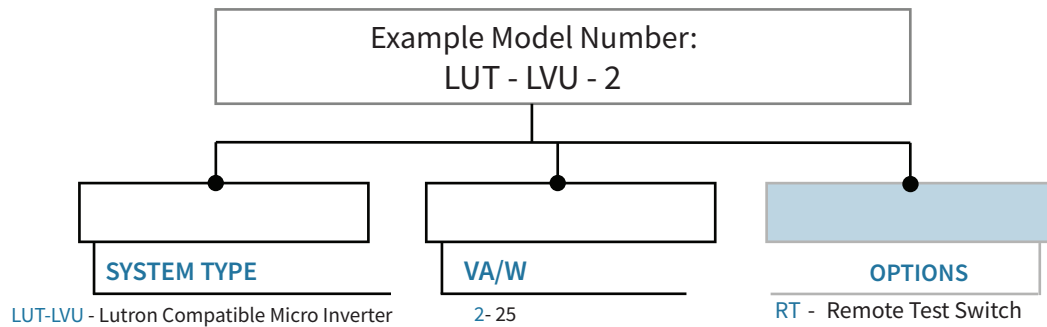 Example Model Number:
LUT - LVU - 2
SYSTEM TYPE
VA/W
OPTIONS
LUT-LVU - Lutron Compatible Micro Inverter
2- 25
RT - Remote Test Switch